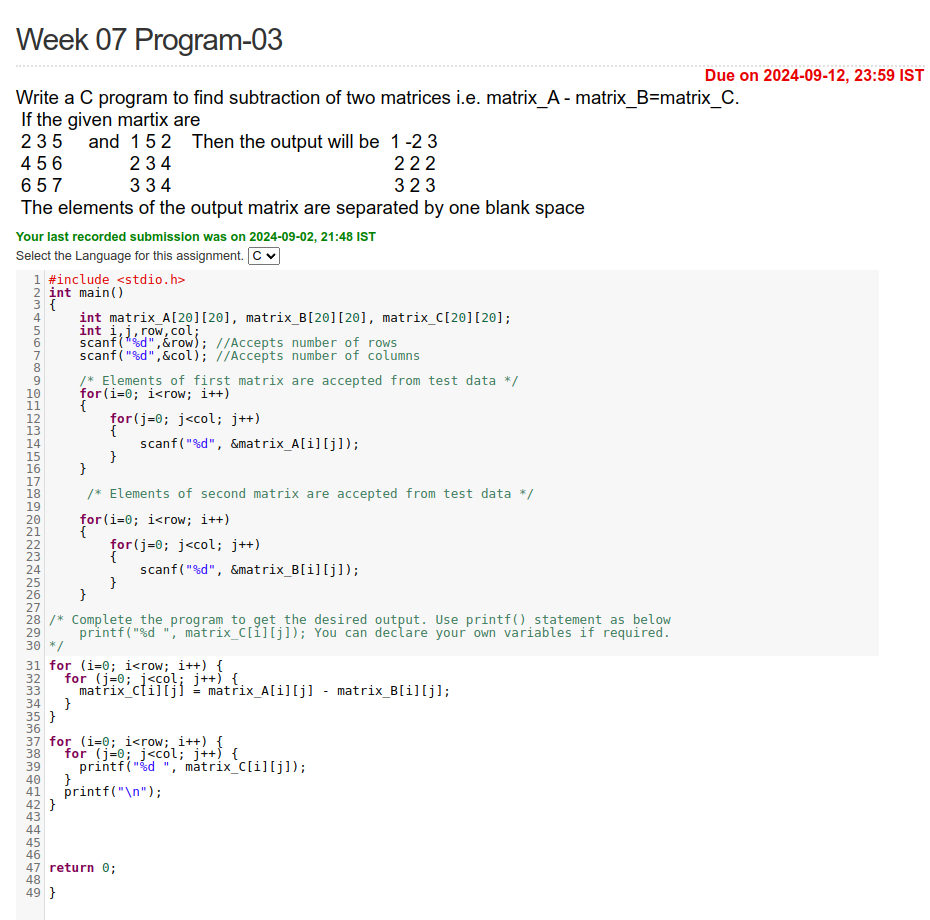 Week 07 Program-03
Due on 2024-09-12, 23:59 IST
Write a C program to find subtraction of two matrices i.e. matrix_A - matrix_B=matrix_C.
If the given martix are
2 3 5 and 1 5 2 Then the output will be 1 -2 3
4 5 6 2 3 4 2 2 2
6 5 7 3 3 4 3 2 3
The elements of the output matrix are separated by one blank space
Your last recorded submission was on 2024-09-02, 21:48 IST
Select the Language for this assignment. C
1 #include <stdio.h>
2 int main()
3 {
4     int matrix_A[20][20], matrix_B[20][20], matrix_C[20][20];
5     int i,j,row,col;
6     scanf("%d",&row); //Accepts number of rows
7     scanf("%d",&col); //Accepts number of columns
8
9     /* Elements of first matrix are accepted from test data */
10     for(i=0; i<row; i++)
11     {
12         for(j=0; j<col; j++)
13         {
14             scanf("%d", &matrix_A[i][j]);
15         }
16     }
17
18      /* Elements of second matrix are accepted from test data */
19
20     for(i=0; i<row; i++)
21     {
22         for(j=0; j<col; j++)
23         {
24             scanf("%d", &matrix_B[i][j]);
25         }
26     }
27
28 /* Complete the program to get the desired output. Use printf() statement as below
29     printf("%d ", matrix_C[i][j]); You can declare your own variables if required.
30 */
31 for (i=0; i<row; i++) {
32   for (j=0; j<col; j++) {
33     matrix_C[i][j] = matrix_A[i][j] - matrix_B[i][j];
34   }
35 }
36
37 for (i=0; i<row; i++) {
38   for (j=0; j<col; j++) {
39     printf("%d ", matrix_C[i][j]);
40   }
41   printf("\n");
42 }
43
44
45
46
47 return 0;
48
49 }